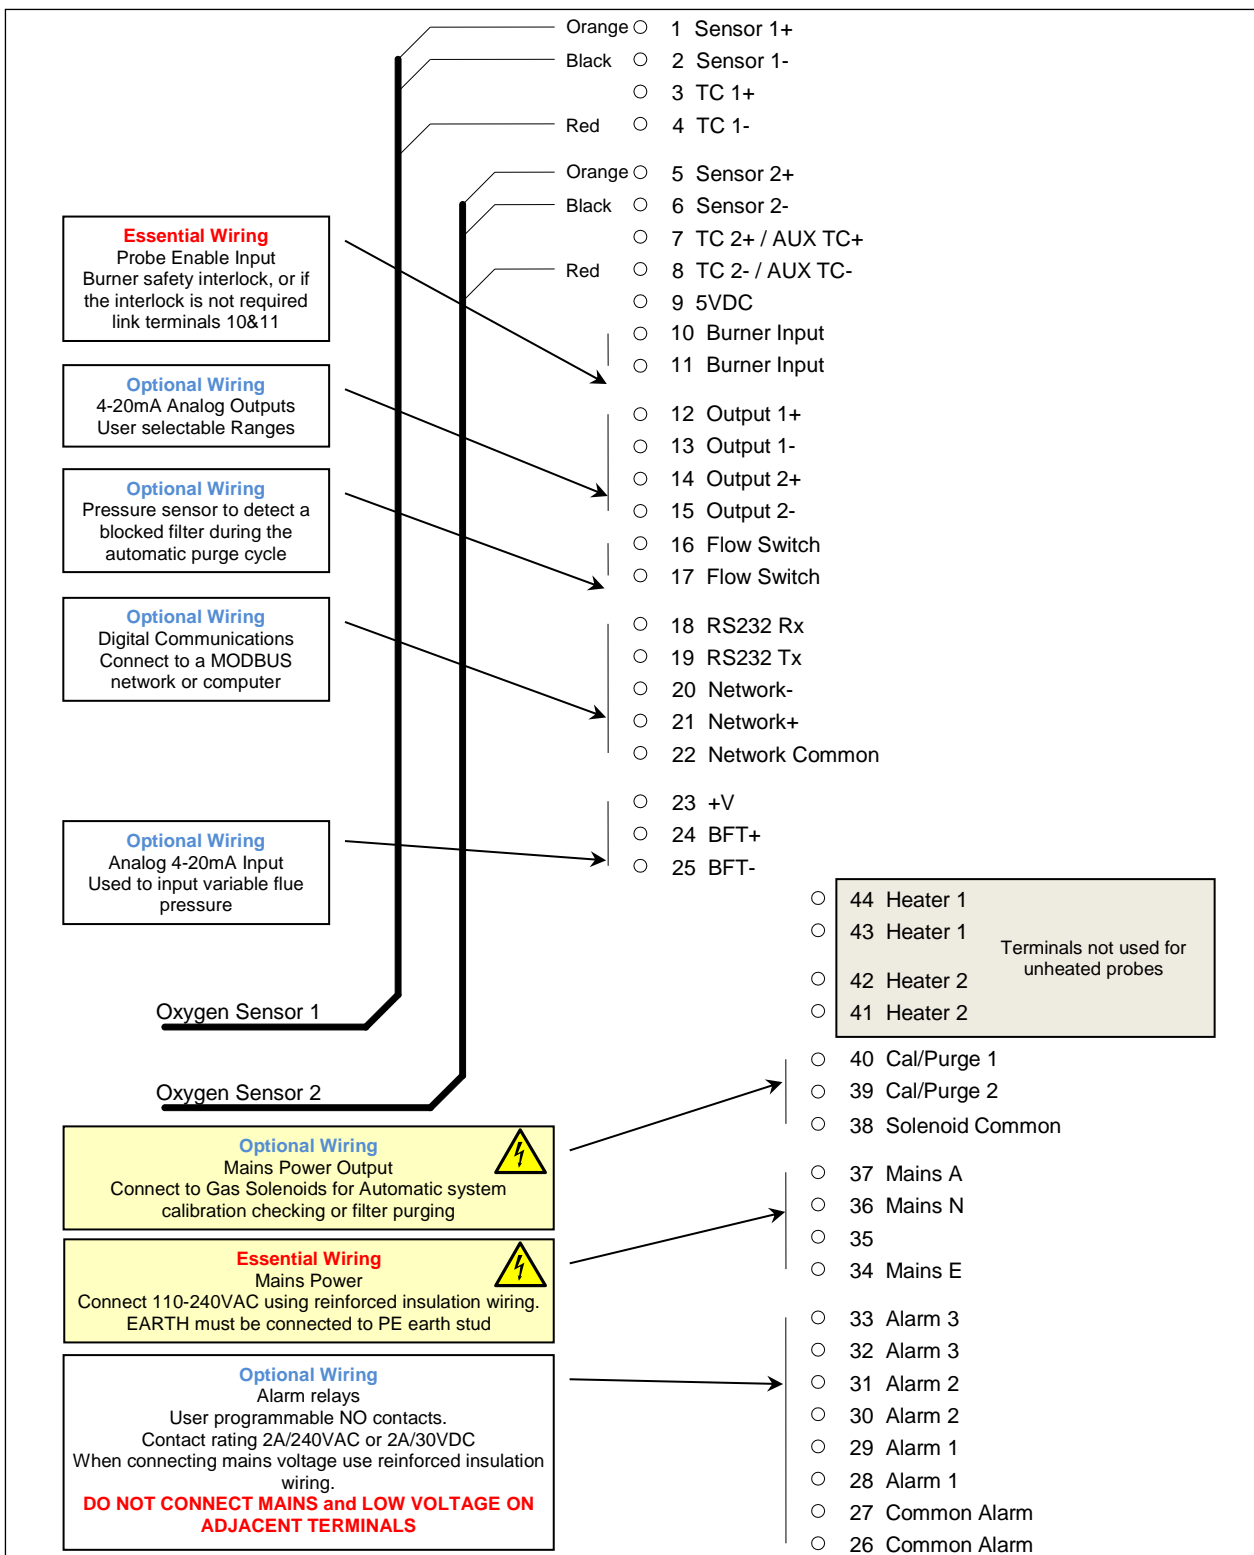 Orange 1 Sensor 1+
Black 2 Sensor 1-
3 TC 1+
Red 4 TC 1-
Orange 5 Sensor 2+
Black 6 Sensor 2-
7 TC 2+ / AUX TC+
Red 8 TC 2- / AUX TC-
9 5VDC
10 Burner Input
11 Burner Input
12 Output 1+
13 Output 1-
14 Output 2+
15 Output 2-
16 Flow Switch
17 Flow Switch
18 RS232 Rx
19 RS232 Tx
20 Network-
21 Network+
22 Network Common
23 +V
24 BFT+
25 BFT-
Essential Wiring
Probe Enable Input
Burner safety interlock, or if
the interlock is not required
link terminals 10&11
Optional Wiring
4-20mA Analog Outputs
User selectable Ranges
Optional Wiring
Pressure sensor to detect a
blocked filter during the
automatic purge cycle
Optional Wiring
Digital Communications
Connect to a MODBUS
network or computer
Optional Wiring
Analog 4-20mA Input
Used to input variable flue
pressure
Oxygen Sensor 1
Oxygen Sensor 2
44 Heater 1
43 Heater 1
42 Heater 2
41 Heater 2
Terminals not used for
unheated probes
40 Cal/Purge 1
39 Cal/Purge 2
38 Solenoid Common
37 Mains A
36 Mains N
35
34 Mains E
33 Alarm 3
32 Alarm 3
31 Alarm 2
30 Alarm 2
29 Alarm 1
28 Alarm 1
27 Common Alarm
26 Common Alarm
Optional Wiring
Mains Power Output
Connect to Gas Solenoids for Automatic system
calibration checking or filter purging
Essential Wiring
Mains Power
Connect 110-240VAC using reinforced insulation wiring.
EARTH must be connected to PE earth stud
Optional Wiring
Alarm relays
User programmable NO contacts.
Contact rating 2A/240VAC or 2A/30VDC
When connecting mains voltage use reinforced insulation
wiring.
DO NOT CONNECT MAINS and LOW VOLTAGE ON
ADJACENT TERMINALS